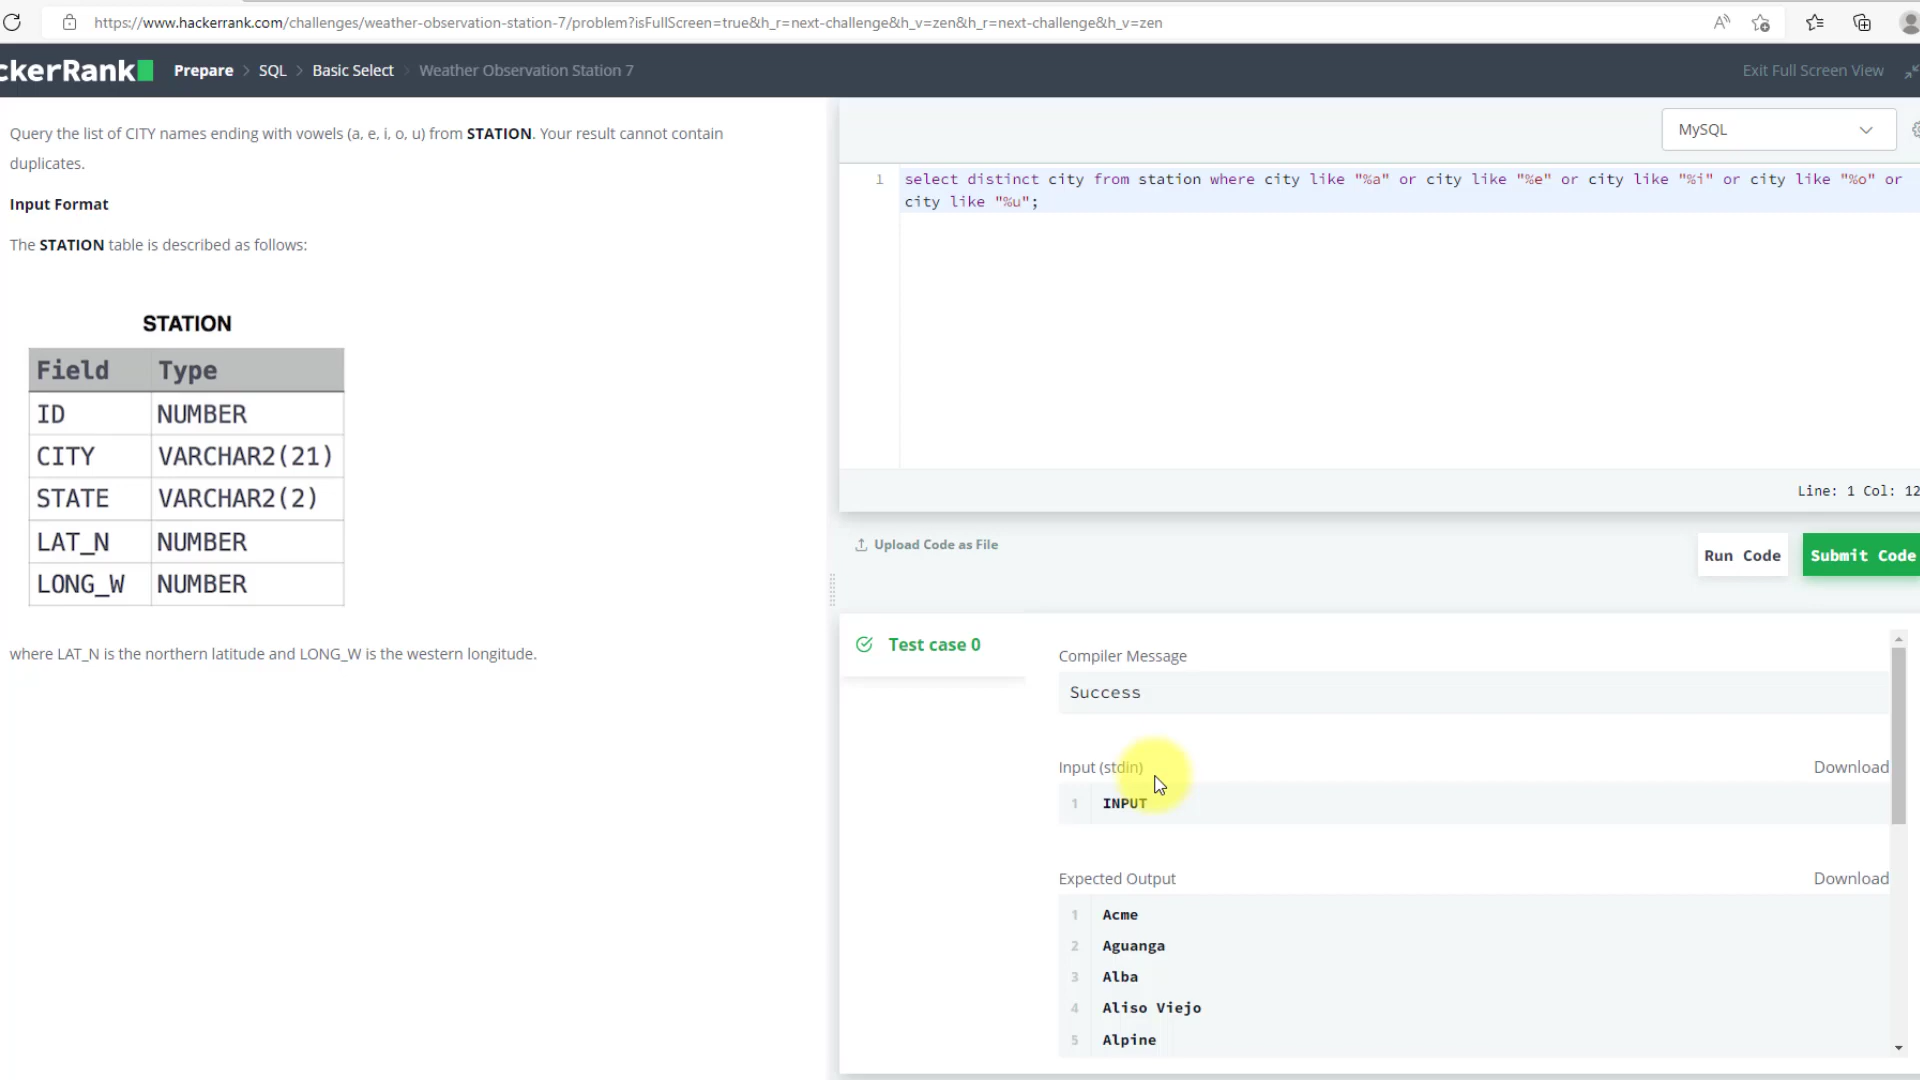 https://www.hackerrank.com/challenges/weather-observation-station-7/problem?isFullScreen=true&h_r=next-challenge&h_v=zen&h_r=next-challenge&h_v=zen
ckerRank Prepare > SQL > Basic Select > Weather Observation Station 7 Exit Full Screen View
Query the list of CITY names ending with vowels (a, e, i, o, u) from STATION. Your result cannot contain
duplicates.
Input Format
The STATION table is described as follows:
STATION
Field Type
ID NUMBER
CITY VARCHAR2(21)
STATE VARCHAR2(2)
LAT_N NUMBER
LONG_W NUMBER
where LAT_N is the northern latitude and LONG_W is the western longitude.
MySQL
1 select distinct city from station where city like "%a" or city like "%e" or city like "%i" or city like "%o" or
city like "%u";
Line: 1 Col: 12
Upload Code as File
Run Code
Submit Code
Test case 0
Compiler Message
Success
Input (stdin) Download
1 INPUT
Expected Output Download
1 Acme
2 Aguanga
3 Alba
4 Aliso Viejo
5 Alpine